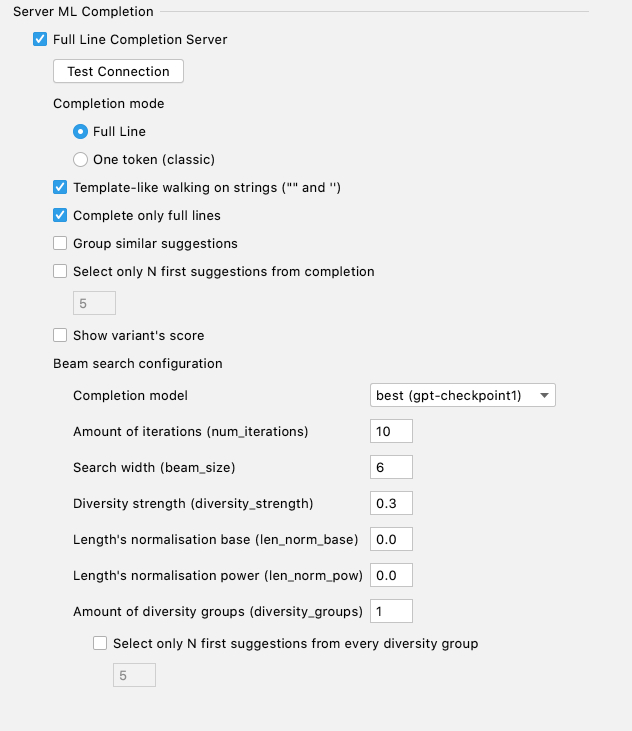 Server ML Completion
Full Line Completion Server
Test Connection
Completion mode
Full Line
One token (classic)
Template-like walking on strings ("" and '')
Complete only full lines
Group similar suggestions
Select only N first suggestions from completion
5
Show variant's score
Beam search configuration
Completion model best (gpt-checkpoint1)
Amount of iterations (num_iterations) 10
Search width (beam_size) 6
Diversity strength (diversity_strength) 0.3
Length's normalisation base (len_norm_base) 0.0
Length's normalisation power (len_norm_pow) 0.0
Amount of diversity groups (diversity_groups) 1
Select only N first suggestions from every diversity group
5